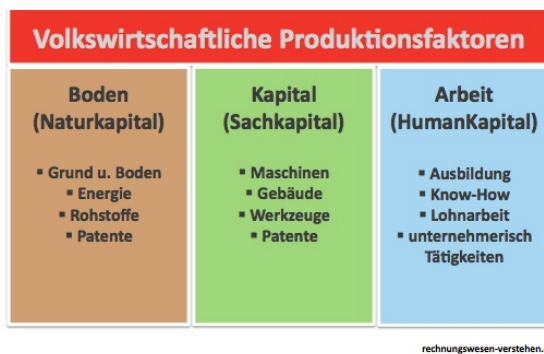 Volkswirtschaftliche Produktionsfaktoren
Boden
(Naturkapital)
▪ Grund u. Boden
▪ Energie
▪ Rohstoffe
▪ Patente
Kapital
(Sachkapital)
▪ Maschinen
▪ Gebäude
▪ Werkzeuge
▪ Patente
Arbeit
(HumanKapital)
▪ Ausbildung
▪ Know-How
▪ Lohnarbeit
▪ unternehmerisch
Tätigkeiten
rechnungswesen-verstehen.